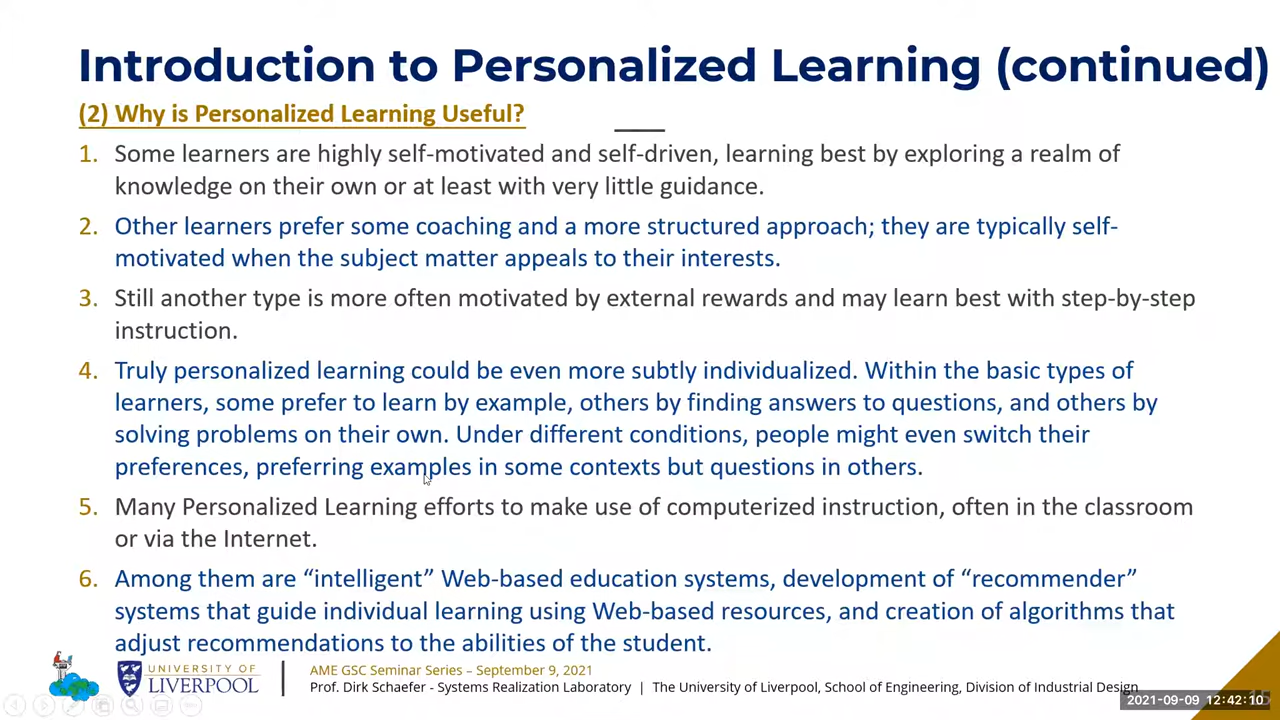 Introduction to Personalized Learning (continued)
(2) Why is Personalized Learning Useful?
1. Some learners are highly self-motivated and self-driven, learning best by exploring a realm of
knowledge on their own or at least with very little guidance.
2. Other learners prefer some coaching and a more structured approach; they are typically self-
motivated when the subject matter appeals to their interests.
3. Still another type is more often motivated by external rewards and may learn best with step-by-step
instruction.
4. Truly personalized learning could be even more subtly individualized. Within the basic types of
learners, some prefer to learn by example, others by finding answers to questions, and others by
solving problems on their own. Under different conditions, people might even switch their
preferences, preferring examples in some contexts but questions in others.
5. Many Personalized Learning efforts to make use of computerized instruction, often in the classroom
or via the Internet.
6. Among them are “intelligent” Web-based education systems, development of “recommender”
systems that guide individual learning using Web-based resources, and creation of algorithms that
adjust recommendations to the abilities of the student.
UNIVERSITY OF
LIVERPOOL
AME GSC Seminar Series – September 9, 2021
Prof. Dirk Schaefer - Systems Realization Laboratory | The University of Liverpool, School of Engineering, Division of Industrial Design
2021-09-09 12:42:10